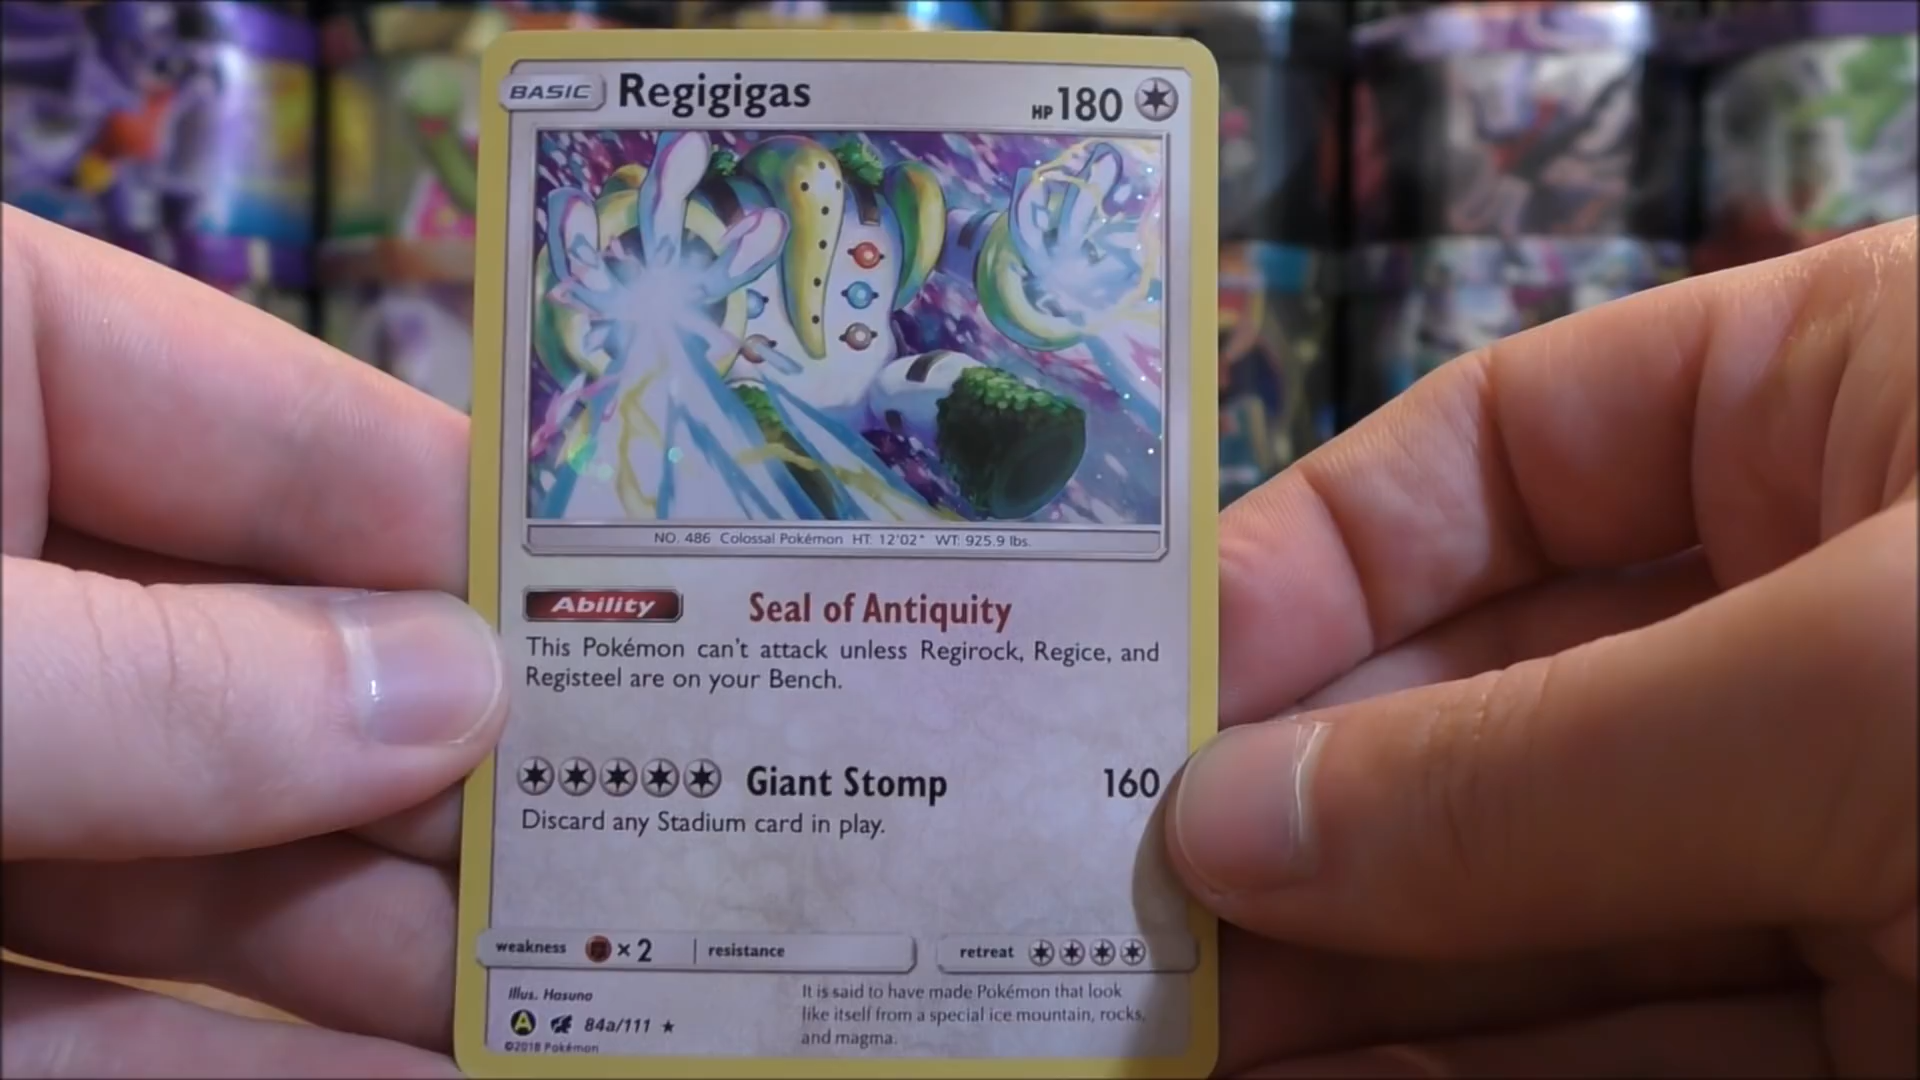 BASIC Regigigas HP 180
NO. 486 Colossal Pokémon HT: 12'02" WT: 925.9 lbs.
Ability Seal of Antiquity
This Pokémon can't attack unless Regirock, Regice, and
Registeel are on your Bench.
Giant Stomp 160
Discard any Stadium card in play.
weakness × 2 resistance retreat
Illus. Hasuno
A 84a/111
©2018 Pokémon
It is said to have made Pokémon that look
like itself from a special ice mountain, rocks,
and magma.